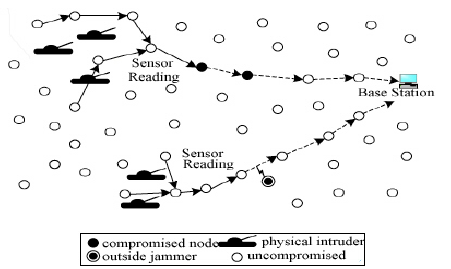 Sensor
Reading
Base Station
Sensor
Reading
compromised node
physical intruder
outside jammer
uncompromised